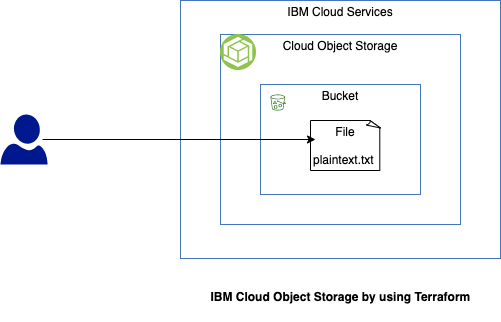 IBM Cloud Services
Cloud Object Storage
Bucket
File
plaintext.txt
IBM Cloud Object Storage by using Terraform